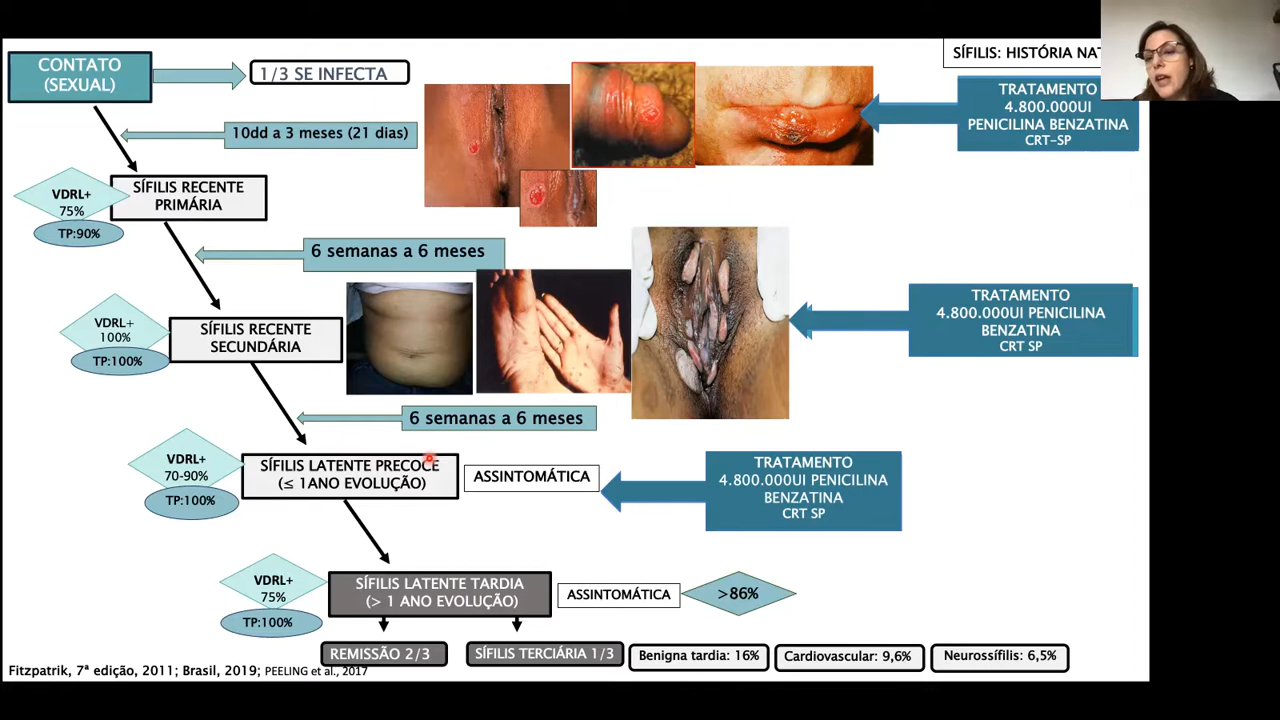 SÍFILIS: HISTÓRIA NAT
CONTATO
(SEXUAL)
1/3 SE INFECTA
TRATAMENTO
4.800.000UI
PENICILINA BENZATINA
CRT-SP
10dd a 3 meses (21 dias)
VDRL+
75%
TP:90%
SÍFILIS RECENTE
PRIMÁRIA
6 semanas a 6 meses
VDRL+
100%
TP:100%
SÍFILIS RECENTE
SECUNDÁRIA
TRATAMENTO
4.800.000UI PENICILINA
BENZATINA
CRT SP
6 semanas a 6 meses
VDRL+
70-90%
TP:100%
SÍFILIS LATENTE PRECOCE
(≤ 1ANO EVOLUÇÃO)
ASSINTOMÁTICA
TRATAMENTO
4.800.000UI PENICILINA
BENZATINA
CRT SP
VDRL+
75%
TP:100%
SÍFILIS LATENTE TARDIA
(> 1 ANO EVOLUÇÃO)
ASSINTOMÁTICA
>86%
REMISSÃO 2/3
SÍFILIS TERCIÁRIA 1/3
Benigna tardia: 16%
Cardiovascular: 9,6%
Neurossífilis: 6,5%
Fitzpatrik, 7ª edição, 2011; Brasil, 2019; PEELING et al., 2017